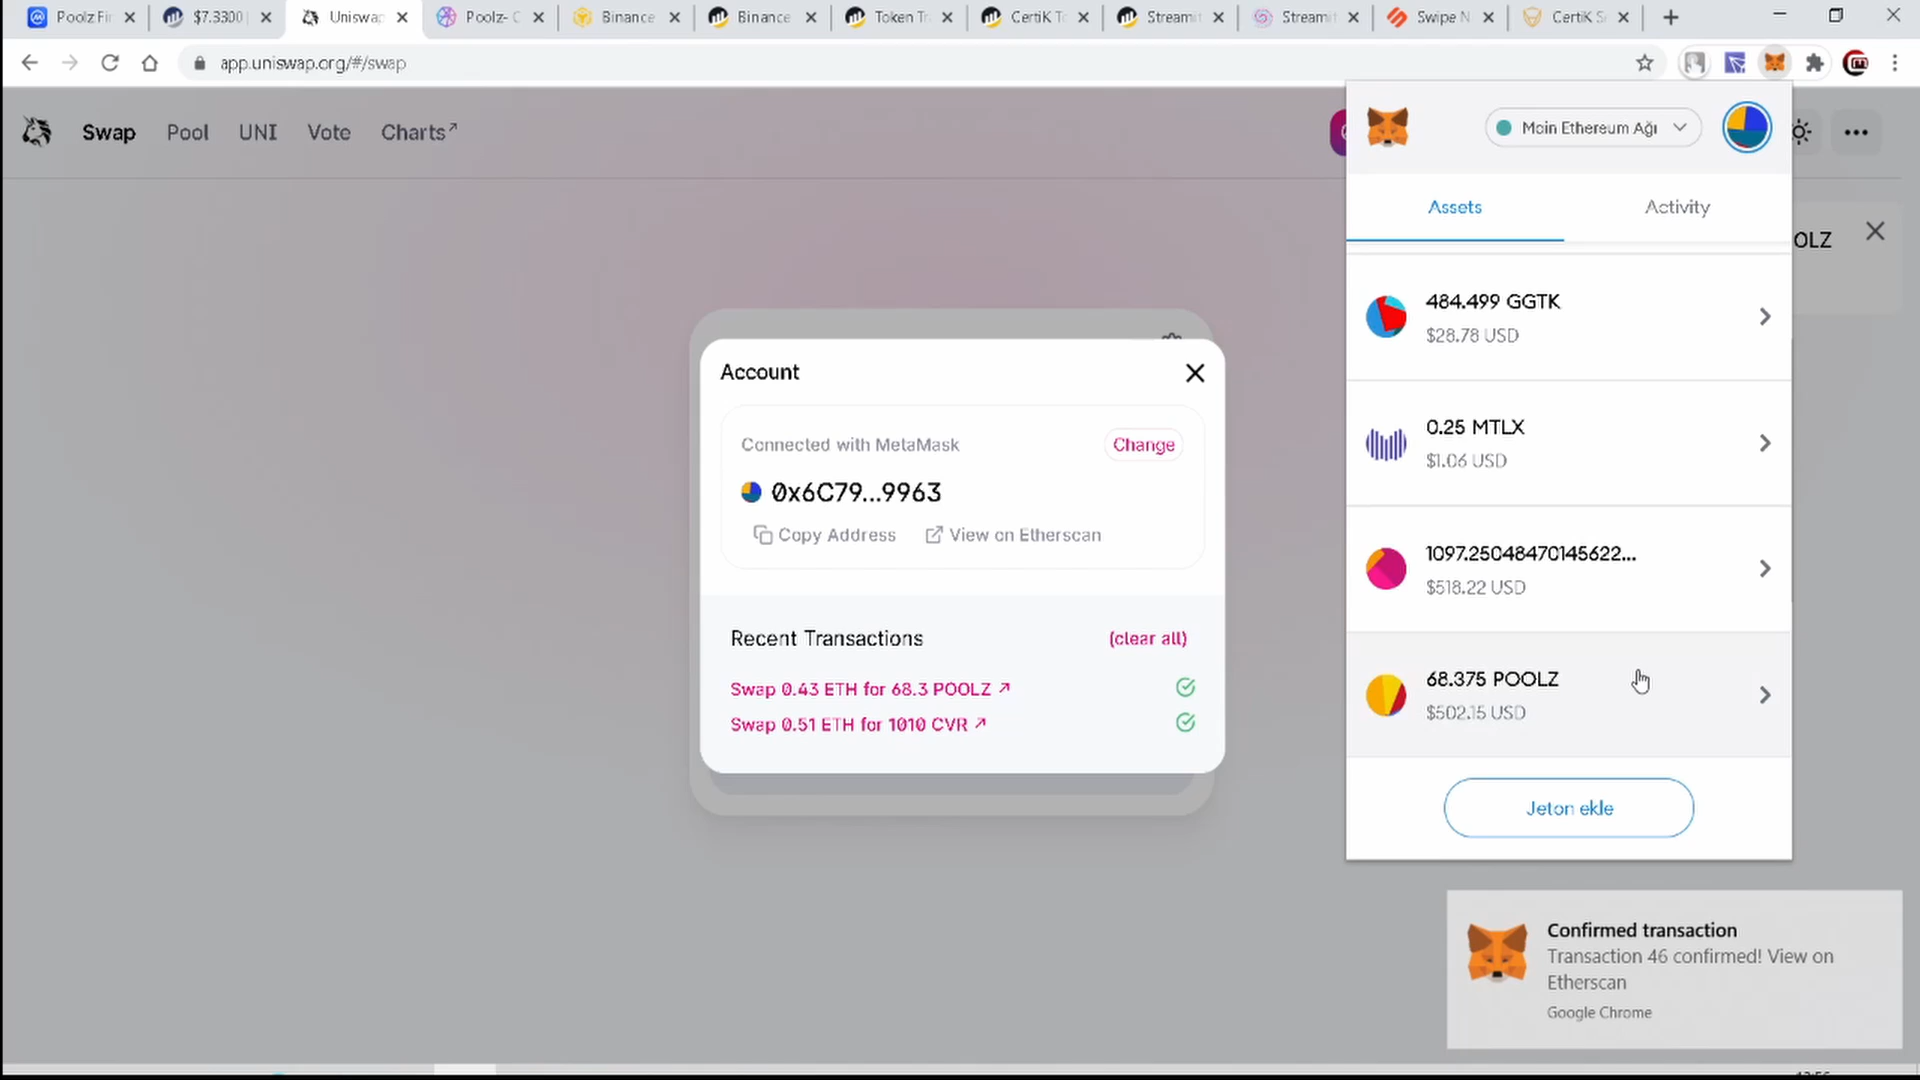 Poolz Fi
$7.3300
Uniswap
Poolz- C
Binance
Binance
Token Tr
CertiK To
Streamit
Streamit
Swipe N
CertiK S
app.uniswap.org/#/swap
Swap
Pool
UNI
Vote
Charts↗
Main Ethereum Ağı
Assets
Activity
OLZ
484.499 GGTK
$28.78 USD
0.25 MTLX
$1.06 USD
1097.25048470145622...
$518.22 USD
68.375 POOLZ
$502.15 USD
Jeton ekle
Account
Connected with MetaMask
Change
0x6C79...9963
Copy Address
View on Etherscan
Recent Transactions
(clear all)
Swap 0.43 ETH for 68.3 POOLZ ↗
Swap 0.51 ETH for 1010 CVR ↗
Confirmed transaction
Transaction 46 confirmed! View on
Etherscan
Google Chrome